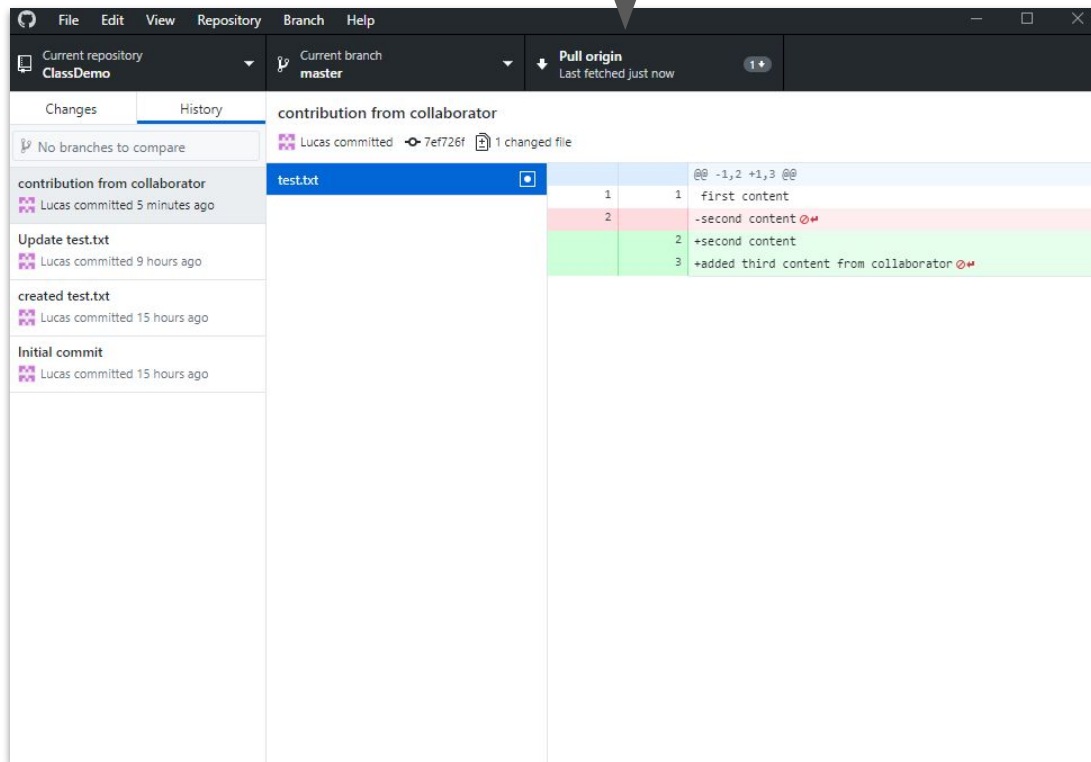 File Edit View Repository Branch Help
Current repository
ClassDemo
Current branch
master
Pull origin
Last fetched just now
1
Changes History
No branches to compare
contribution from collaborator
Lucas committed 5 minutes ago
Update test.txt
Lucas committed 9 hours ago
created test.txt
Lucas committed 15 hours ago
Initial commit
Lucas committed 15 hours ago
contribution from collaborator
Lucas committed 7ef726f 1 changed file
test.txt
@@ -1,2 +1,3 @@
1 1 first content
2 -second content
2 +second content
3 +added third content from collaborator